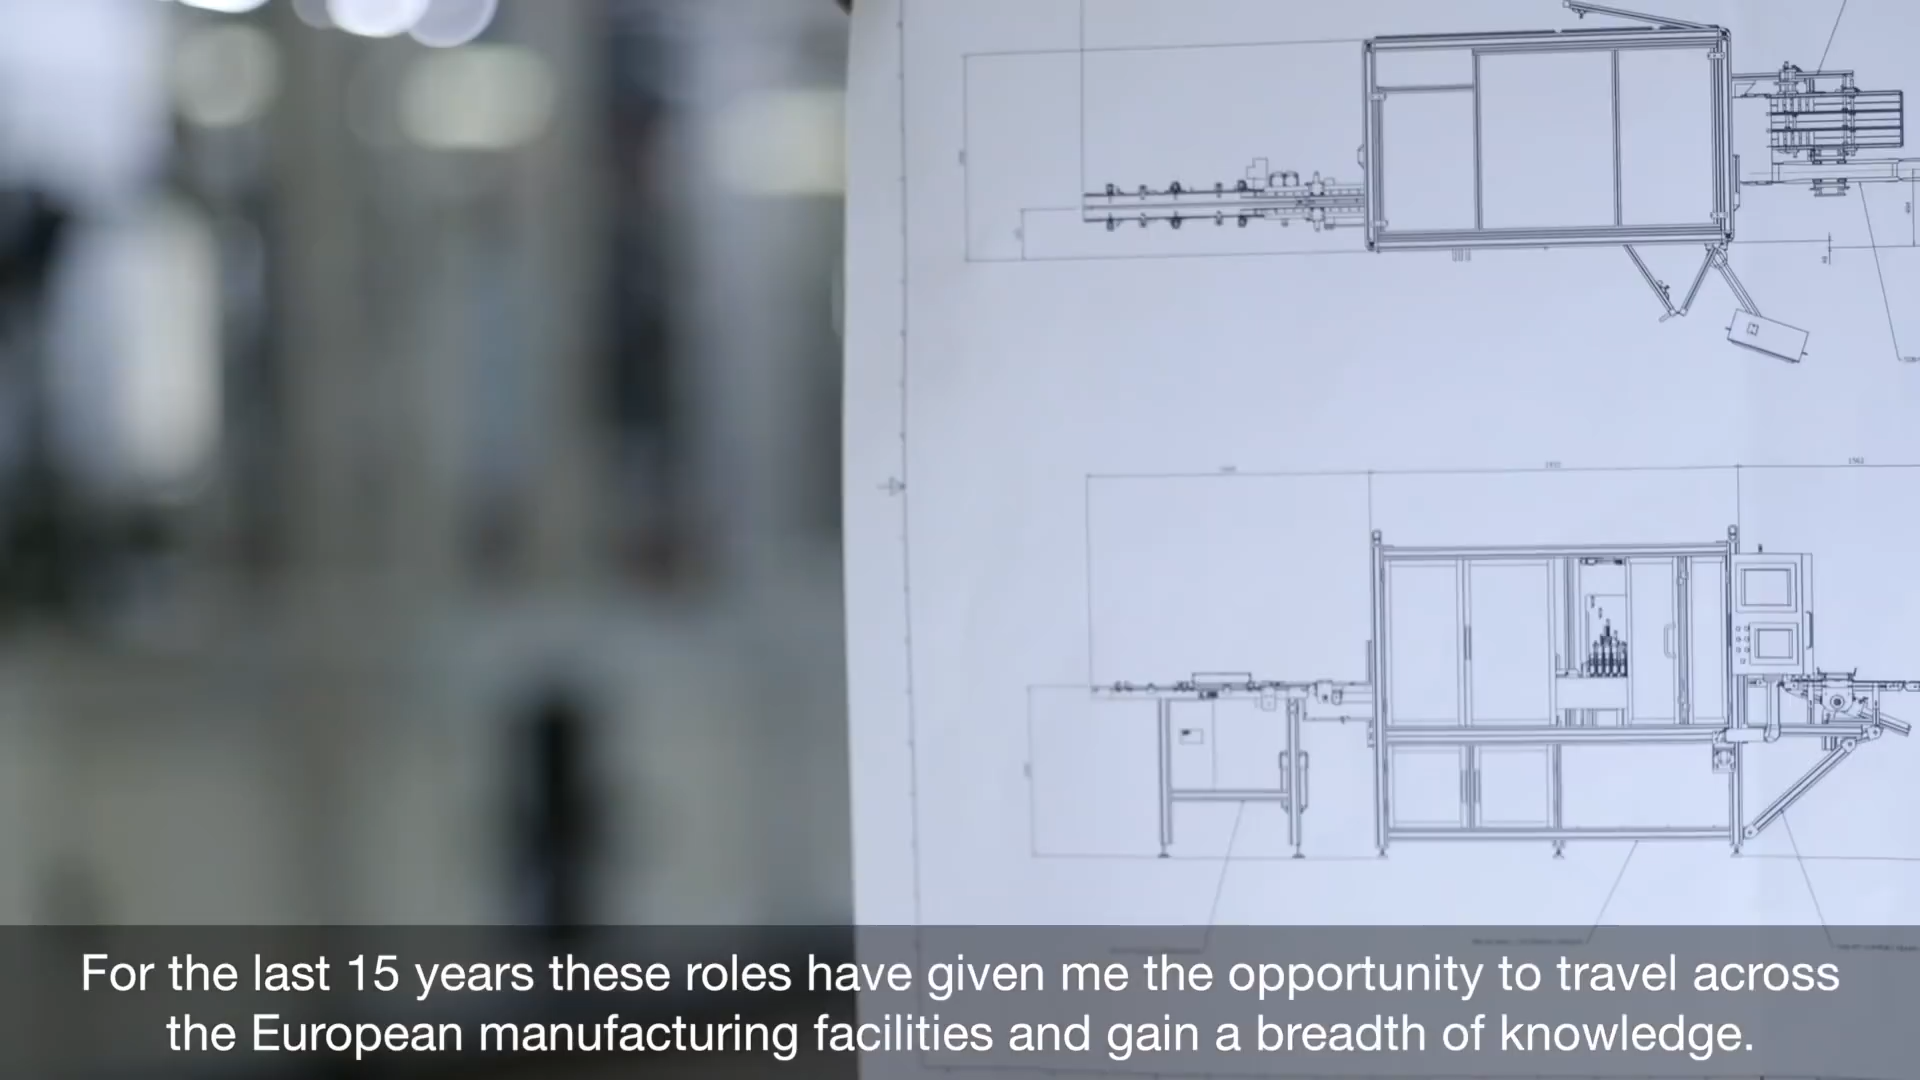 For the last 15 years these roles have given me the opportunity to travel across
the European manufacturing facilities and gain a breadth of knowledge.